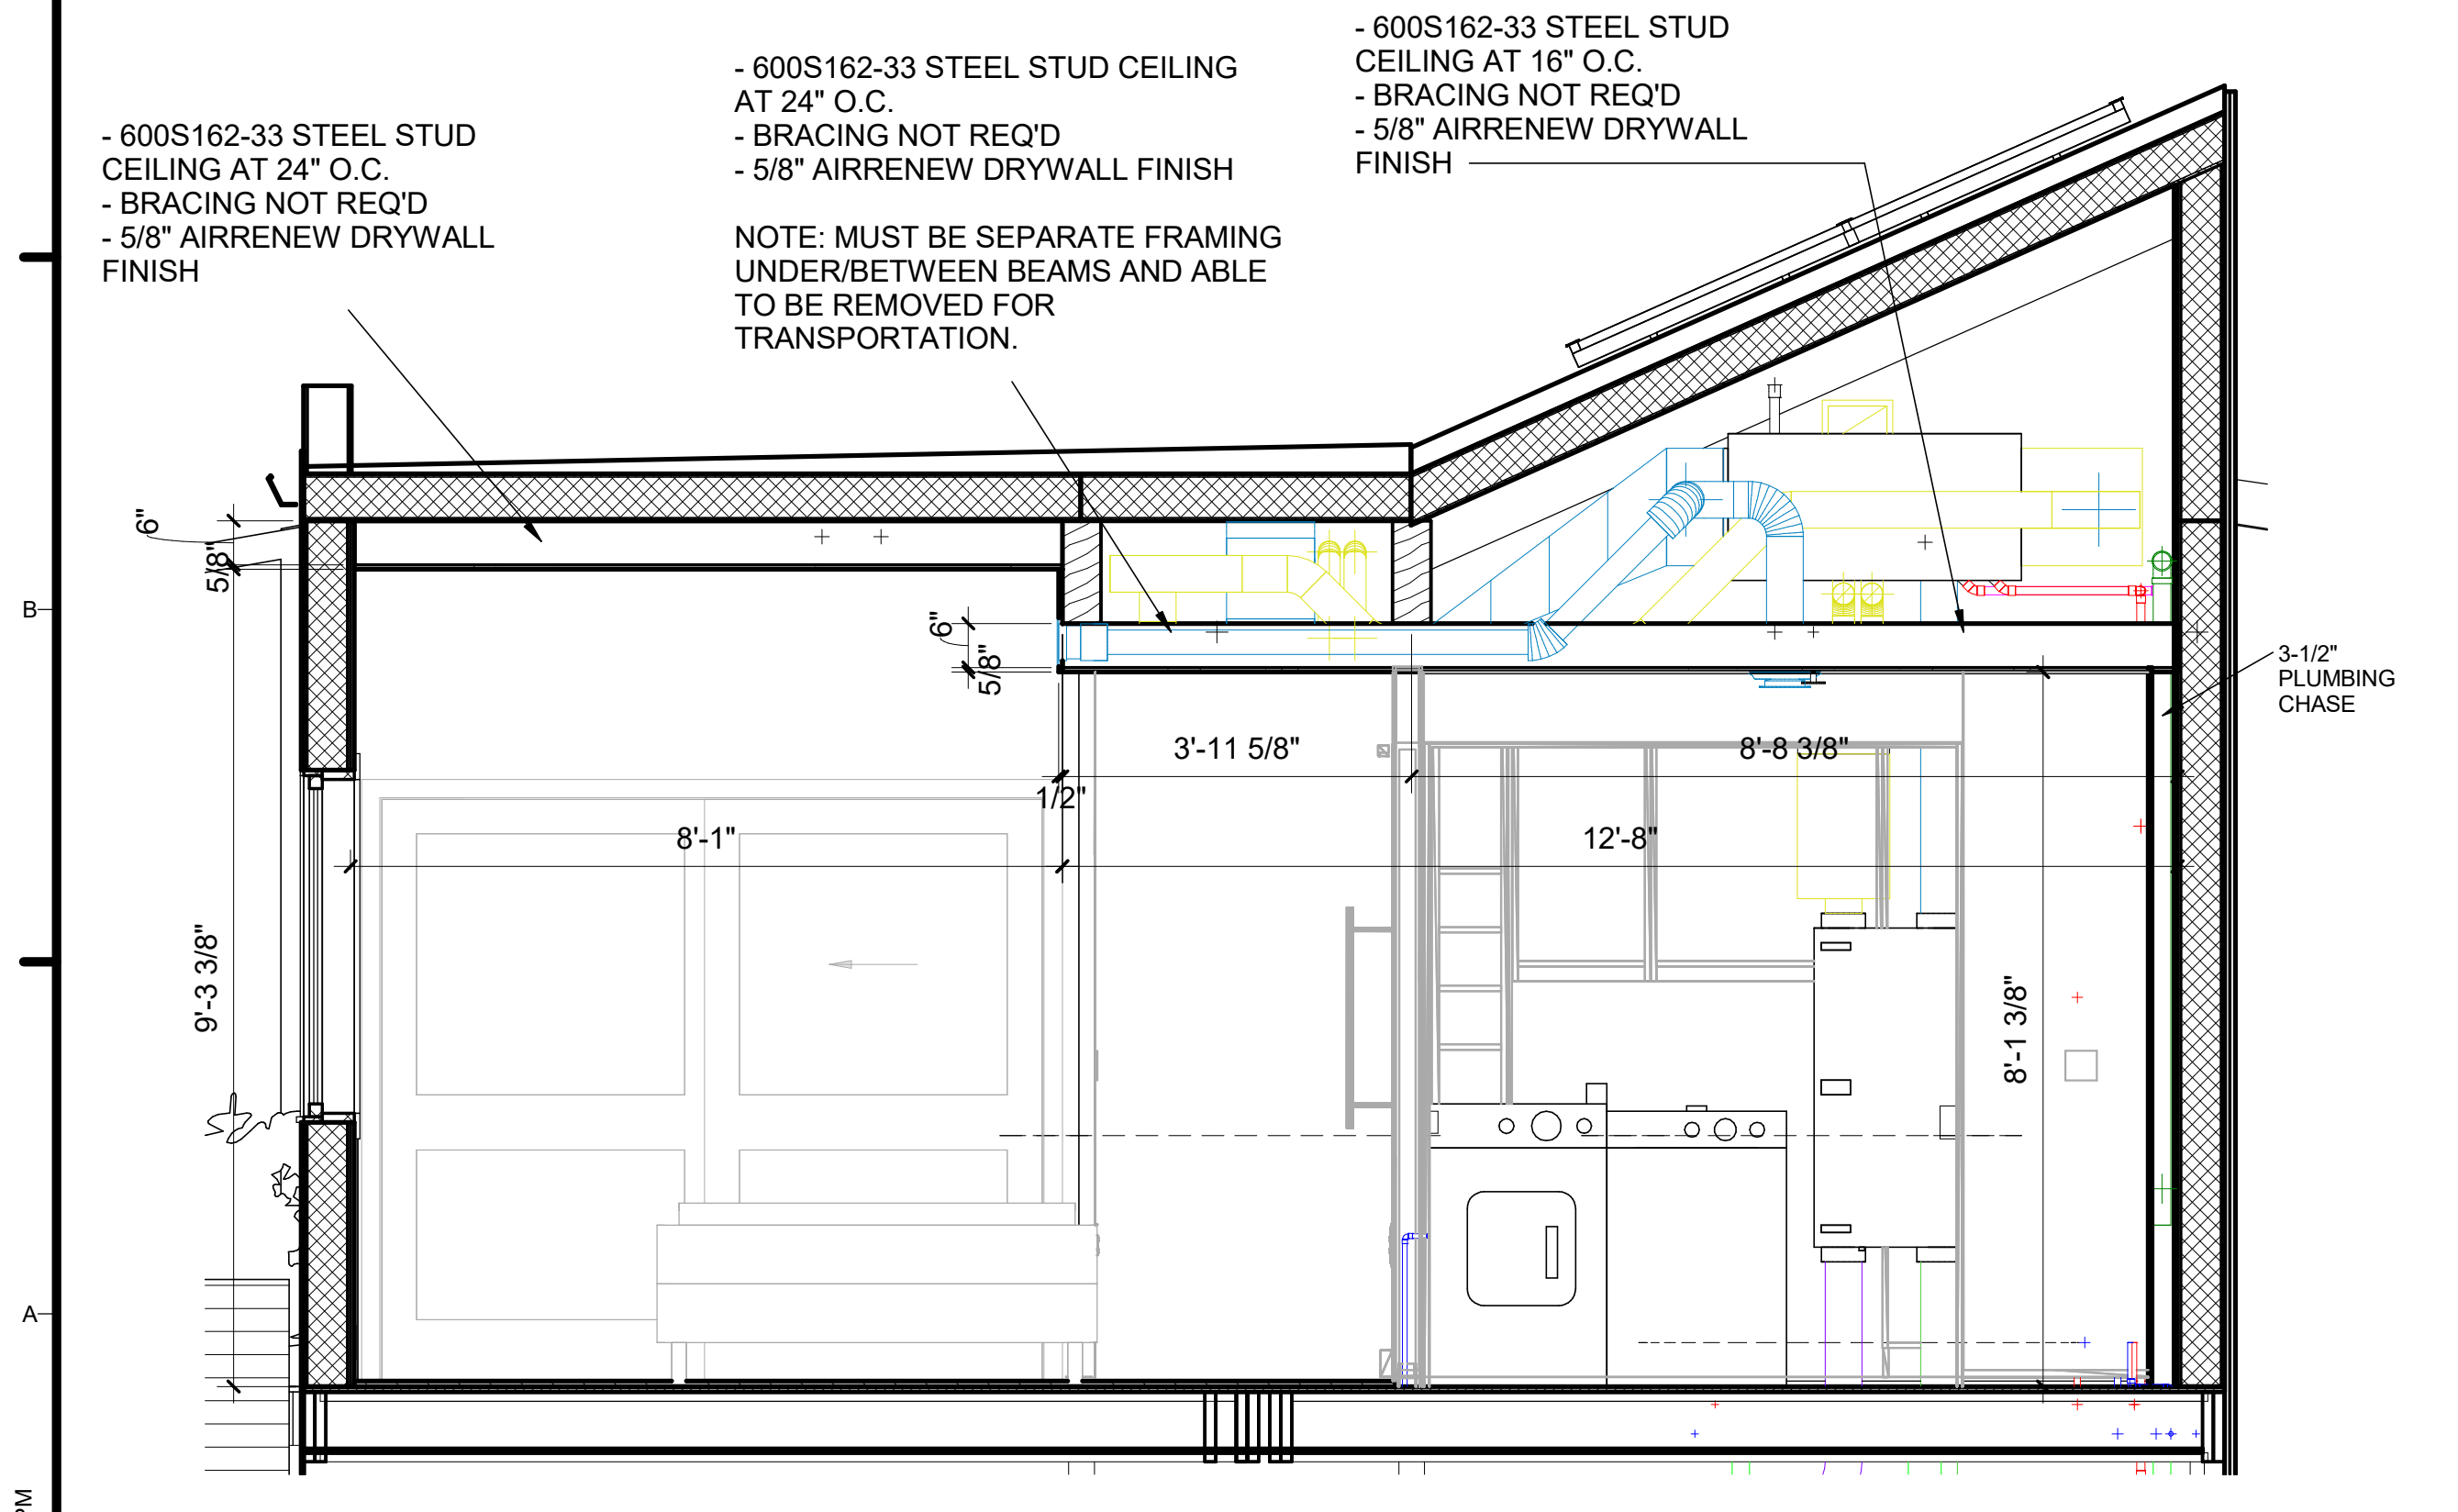 - 600S162-33 STEEL STUD
CEILING AT 24" O.C.
- BRACING NOT REQ'D
- 5/8" AIRRENEW DRYWALL
FINISH
- 600S162-33 STEEL STUD CEILING
AT 24" O.C.
- BRACING NOT REQ'D
- 5/8" AIRRENEW DRYWALL FINISH
NOTE: MUST BE SEPARATE FRAMING
UNDER/BETWEEN BEAMS AND ABLE
TO BE REMOVED FOR
TRANSPORTATION.
- 600S162-33 STEEL STUD
CEILING AT 16" O.C.
- BRACING NOT REQ'D
- 5/8" AIRRENEW DRYWALL
FINISH
6"
5/8"
B
6"
5/8"
3-1/2"
PLUMBING
CHASE
3'-11 5/8"
8'-8 3/8"
1/2"
8'-1"
12'-8"
9'-3 3/8"
8'-1 3/8"
A
PM